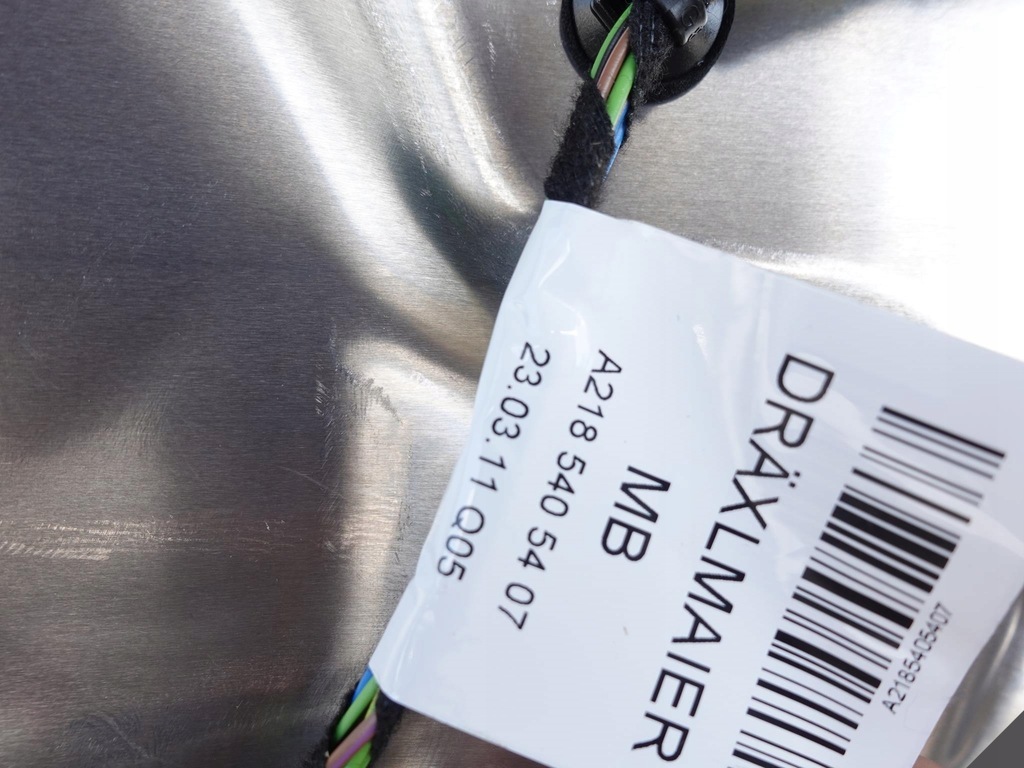 A2185405407
DRÄXLMAIER
MB
A218 540 54 07
23.03.11 Q05